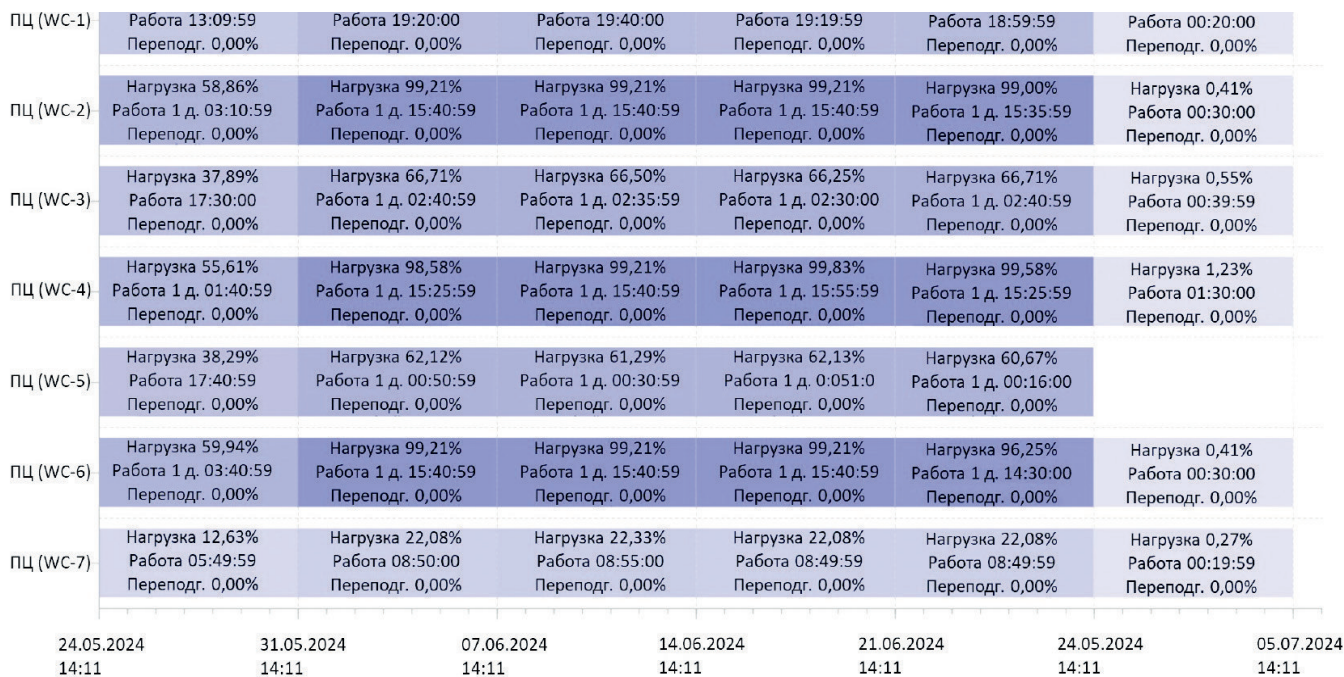 ПЦ (WC-1)
Работа 13:09:59
Переподг. 0,00%
Работа 19:20:00
Переподг. 0,00%
Работа 19:40:00
Переподг. 0,00%
Работа 19:19:59
Переподг. 0,00%
Работа 18:59:59
Переподг. 0,00%
Работа 00:20:00
Переподг. 0,00%
ПЦ (WC-2)
Нагрузка 58,86%
Работа 1 д. 03:10:59
Переподг. 0,00%
Нагрузка 99,21%
Работа 1 д. 15:40:59
Переподг. 0,00%
Нагрузка 99,21%
Работа 1 д. 15:40:59
Переподг. 0,00%
Нагрузка 99,21%
Работа 1 д. 15:40:59
Переподг. 0,00%
Нагрузка 99,00%
Работа 1 д. 15:35:59
Переподг. 0,00%
Нагрузка 0,41%
Работа 00:30:00
Переподг. 0,00%
ПЦ (WC-3)
Нагрузка 37,89%
Работа 17:30:00
Переподг. 0,00%
Нагрузка 66,71%
Работа 1 д. 02:40:59
Переподг. 0,00%
Нагрузка 66,50%
Работа 1 д. 02:35:59
Переподг. 0,00%
Нагрузка 66,25%
Работа 1 д. 02:30:00
Переподг. 0,00%
Нагрузка 66,71%
Работа 1 д. 02:40:59
Переподг. 0,00%
Нагрузка 0,55%
Работа 00:39:59
Переподг. 0,00%
ПЦ (WC-4)
Нагрузка 55,61%
Работа 1 д. 01:40:59
Переподг. 0,00%
Нагрузка 98,58%
Работа 1 д. 15:25:59
Переподг. 0,00%
Нагрузка 99,21%
Работа 1 д. 15:40:59
Переподг. 0,00%
Нагрузка 99,83%
Работа 1 д. 15:55:59
Переподг. 0,00%
Нагрузка 99,58%
Работа 1 д. 15:25:59
Переподг. 0,00%
Нагрузка 1,23%
Работа 01:30:00
Переподг. 0,00%
ПЦ (WC-5)
Нагрузка 38,29%
Работа 17:40:59
Переподг. 0,00%
Нагрузка 62,12%
Работа 1 д. 00:50:59
Переподг. 0,00%
Нагрузка 61,29%
Работа 1 д. 00:30:59
Переподг. 0,00%
Нагрузка 62,13%
Работа 1 д. 0:051:0
Переподг. 0,00%
Нагрузка 60,67%
Работа 1 д. 00:16:00
Переподг. 0,00%
ПЦ (WC-6)
Нагрузка 59,94%
Работа 1 д. 03:40:59
Переподг. 0,00%
Нагрузка 99,21%
Работа 1 д. 15:40:59
Переподг. 0,00%
Нагрузка 99,21%
Работа 1 д. 15:40:59
Переподг. 0,00%
Нагрузка 99,21%
Работа 1 д. 15:40:59
Переподг. 0,00%
Нагрузка 96,25%
Работа 1 д. 14:30:00
Переподг. 0,00%
Нагрузка 0,41%
Работа 00:30:00
Переподг. 0,00%
ПЦ (WC-7)
Нагрузка 12,63%
Работа 05:49:59
Переподг. 0,00%
Нагрузка 22,08%
Работа 08:50:00
Переподг. 0,00%
Нагрузка 22,33%
Работа 08:55:00
Переподг. 0,00%
Нагрузка 22,08%
Работа 08:49:59
Переподг. 0,00%
Нагрузка 22,08%
Работа 08:49:59
Переподг. 0,00%
Нагрузка 0,27%
Работа 00:19:59
Переподг. 0,00%
24.05.2024
14:11
31.05.2024
14:11
07.06.2024
14:11
14.06.2024
14:11
21.06.2024
14:11
24.05.2024
14:11
05.07.2024
14:11